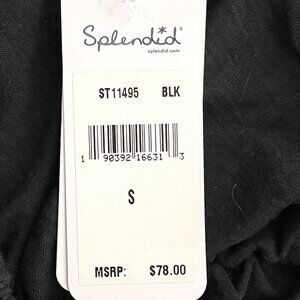 Splendid
splendid.com
ST11495 BLK
1 90392 16631 3
S
MSRP: $78.00